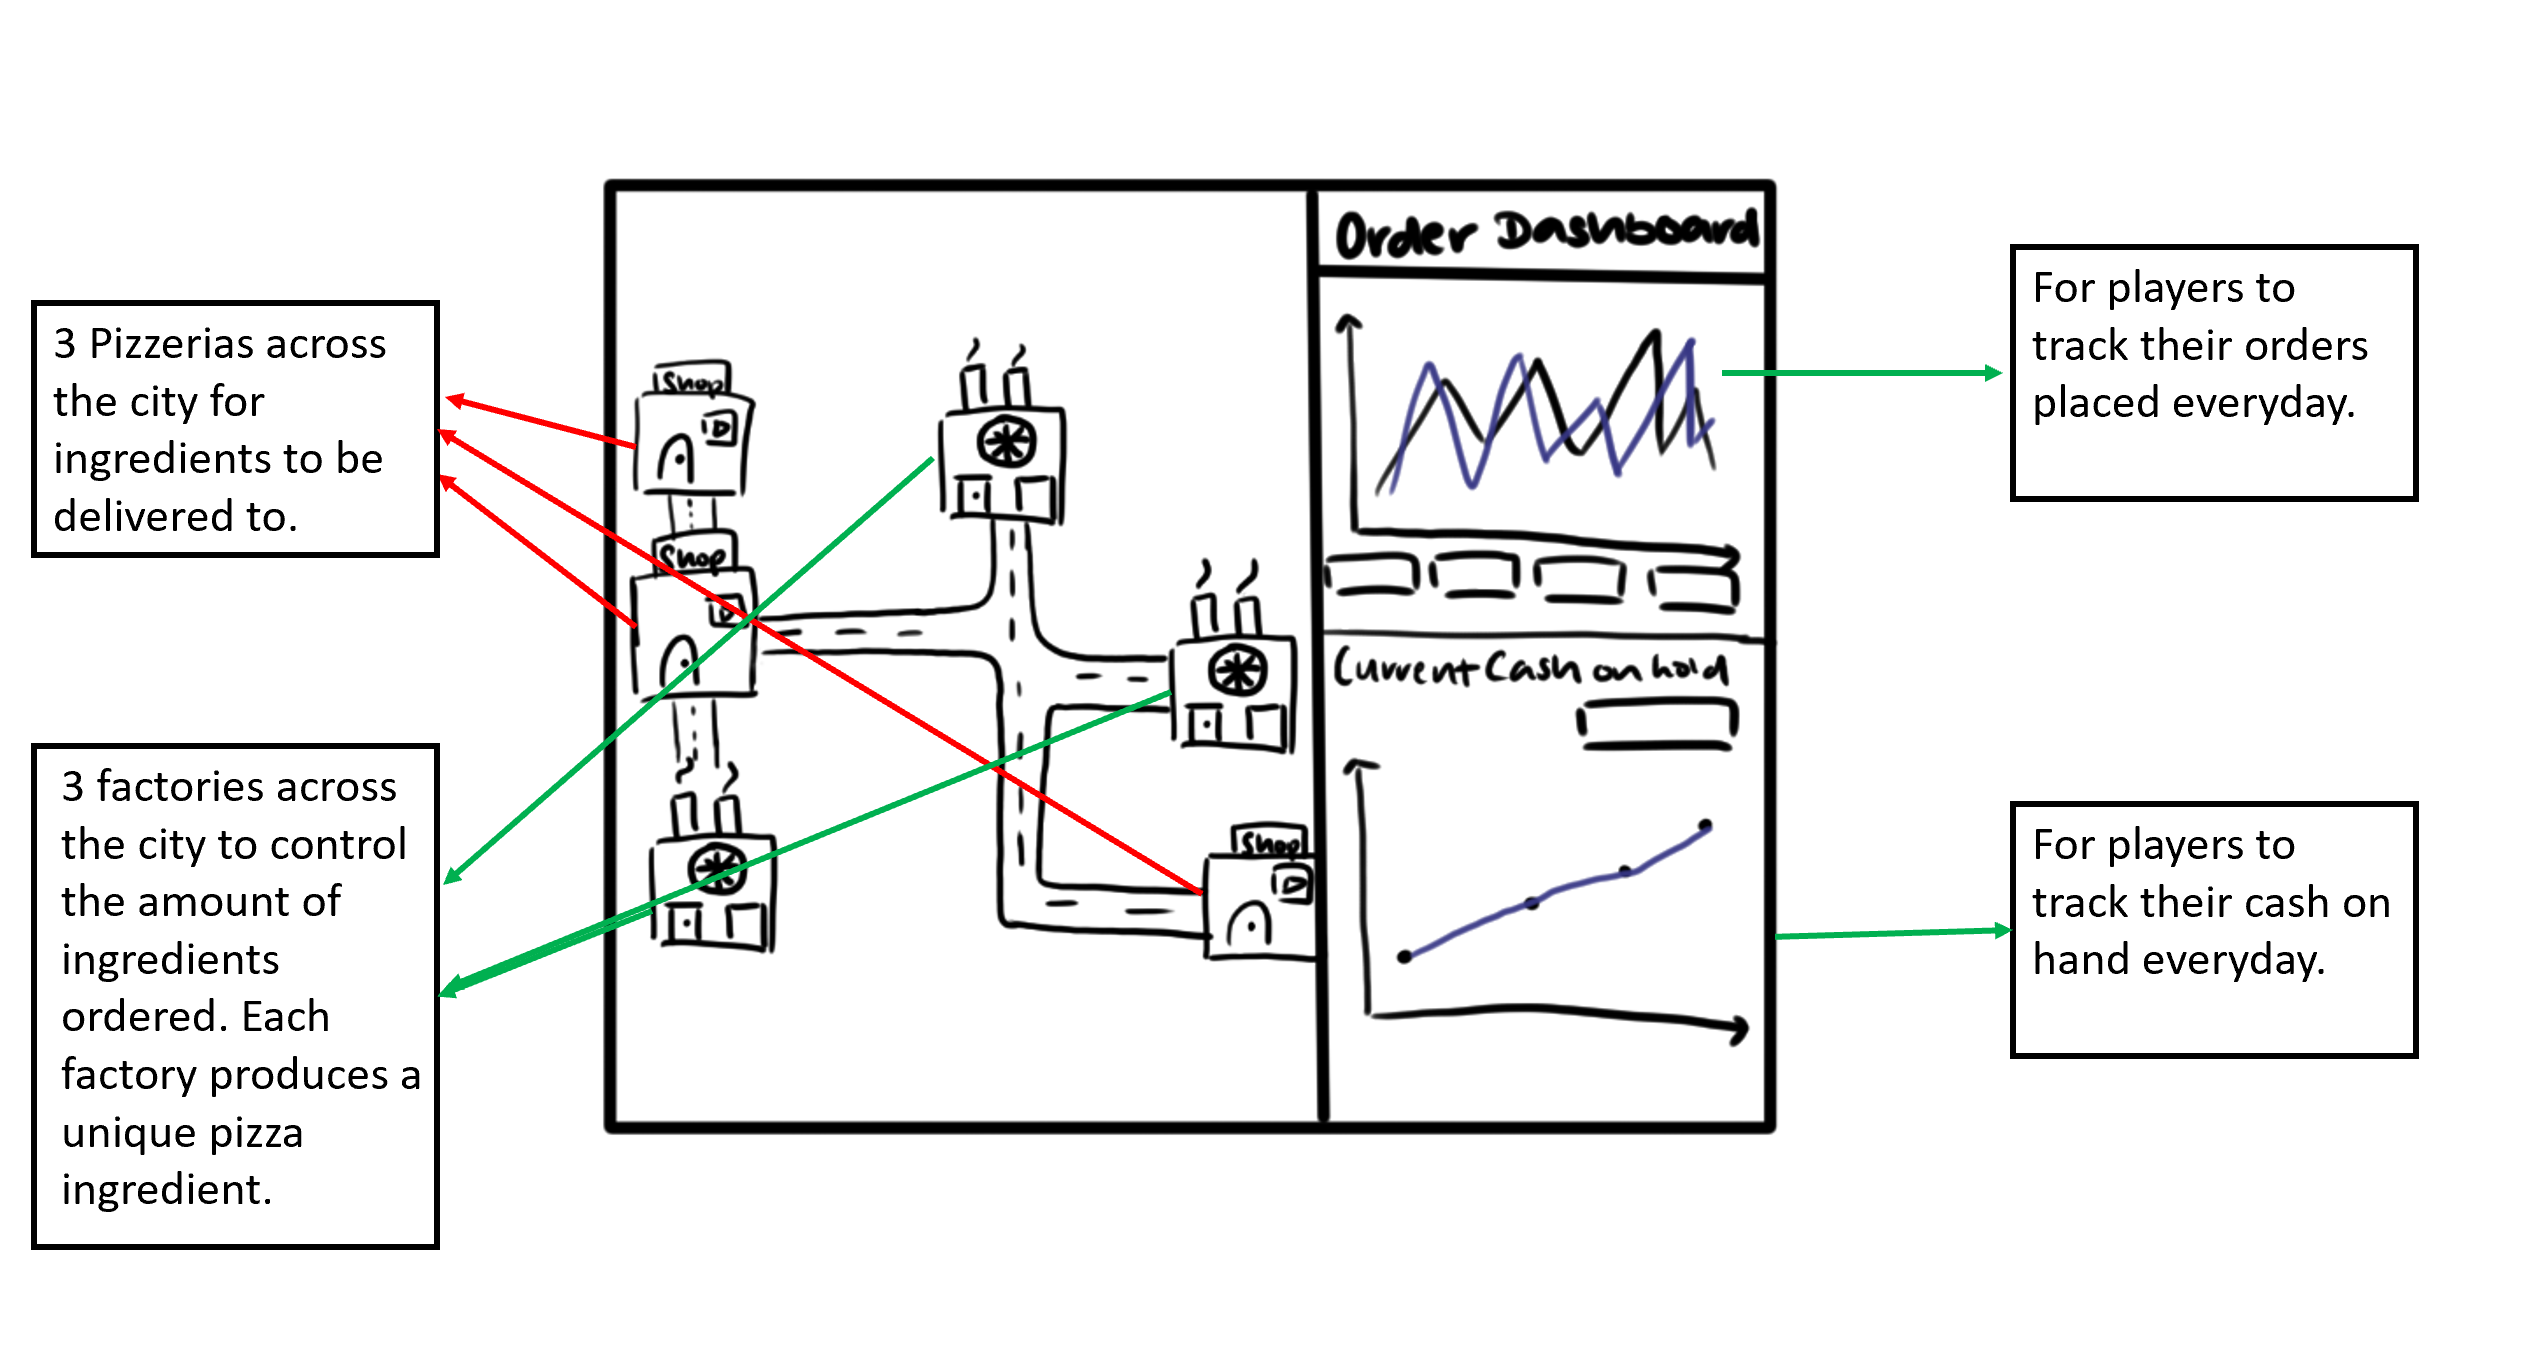 Order Dashboard
For players to
track their orders
placed everyday.
3 Pizzerias across
the city for
ingredients to be
delivered to.
Shop
Shop
Current Cash on hold
3 factories across
the city to control
the amount of
ingredients
ordered. Each
factory produces a
unique pizza
ingredient.
Shop
For players to
track their cash on
hand everyday.